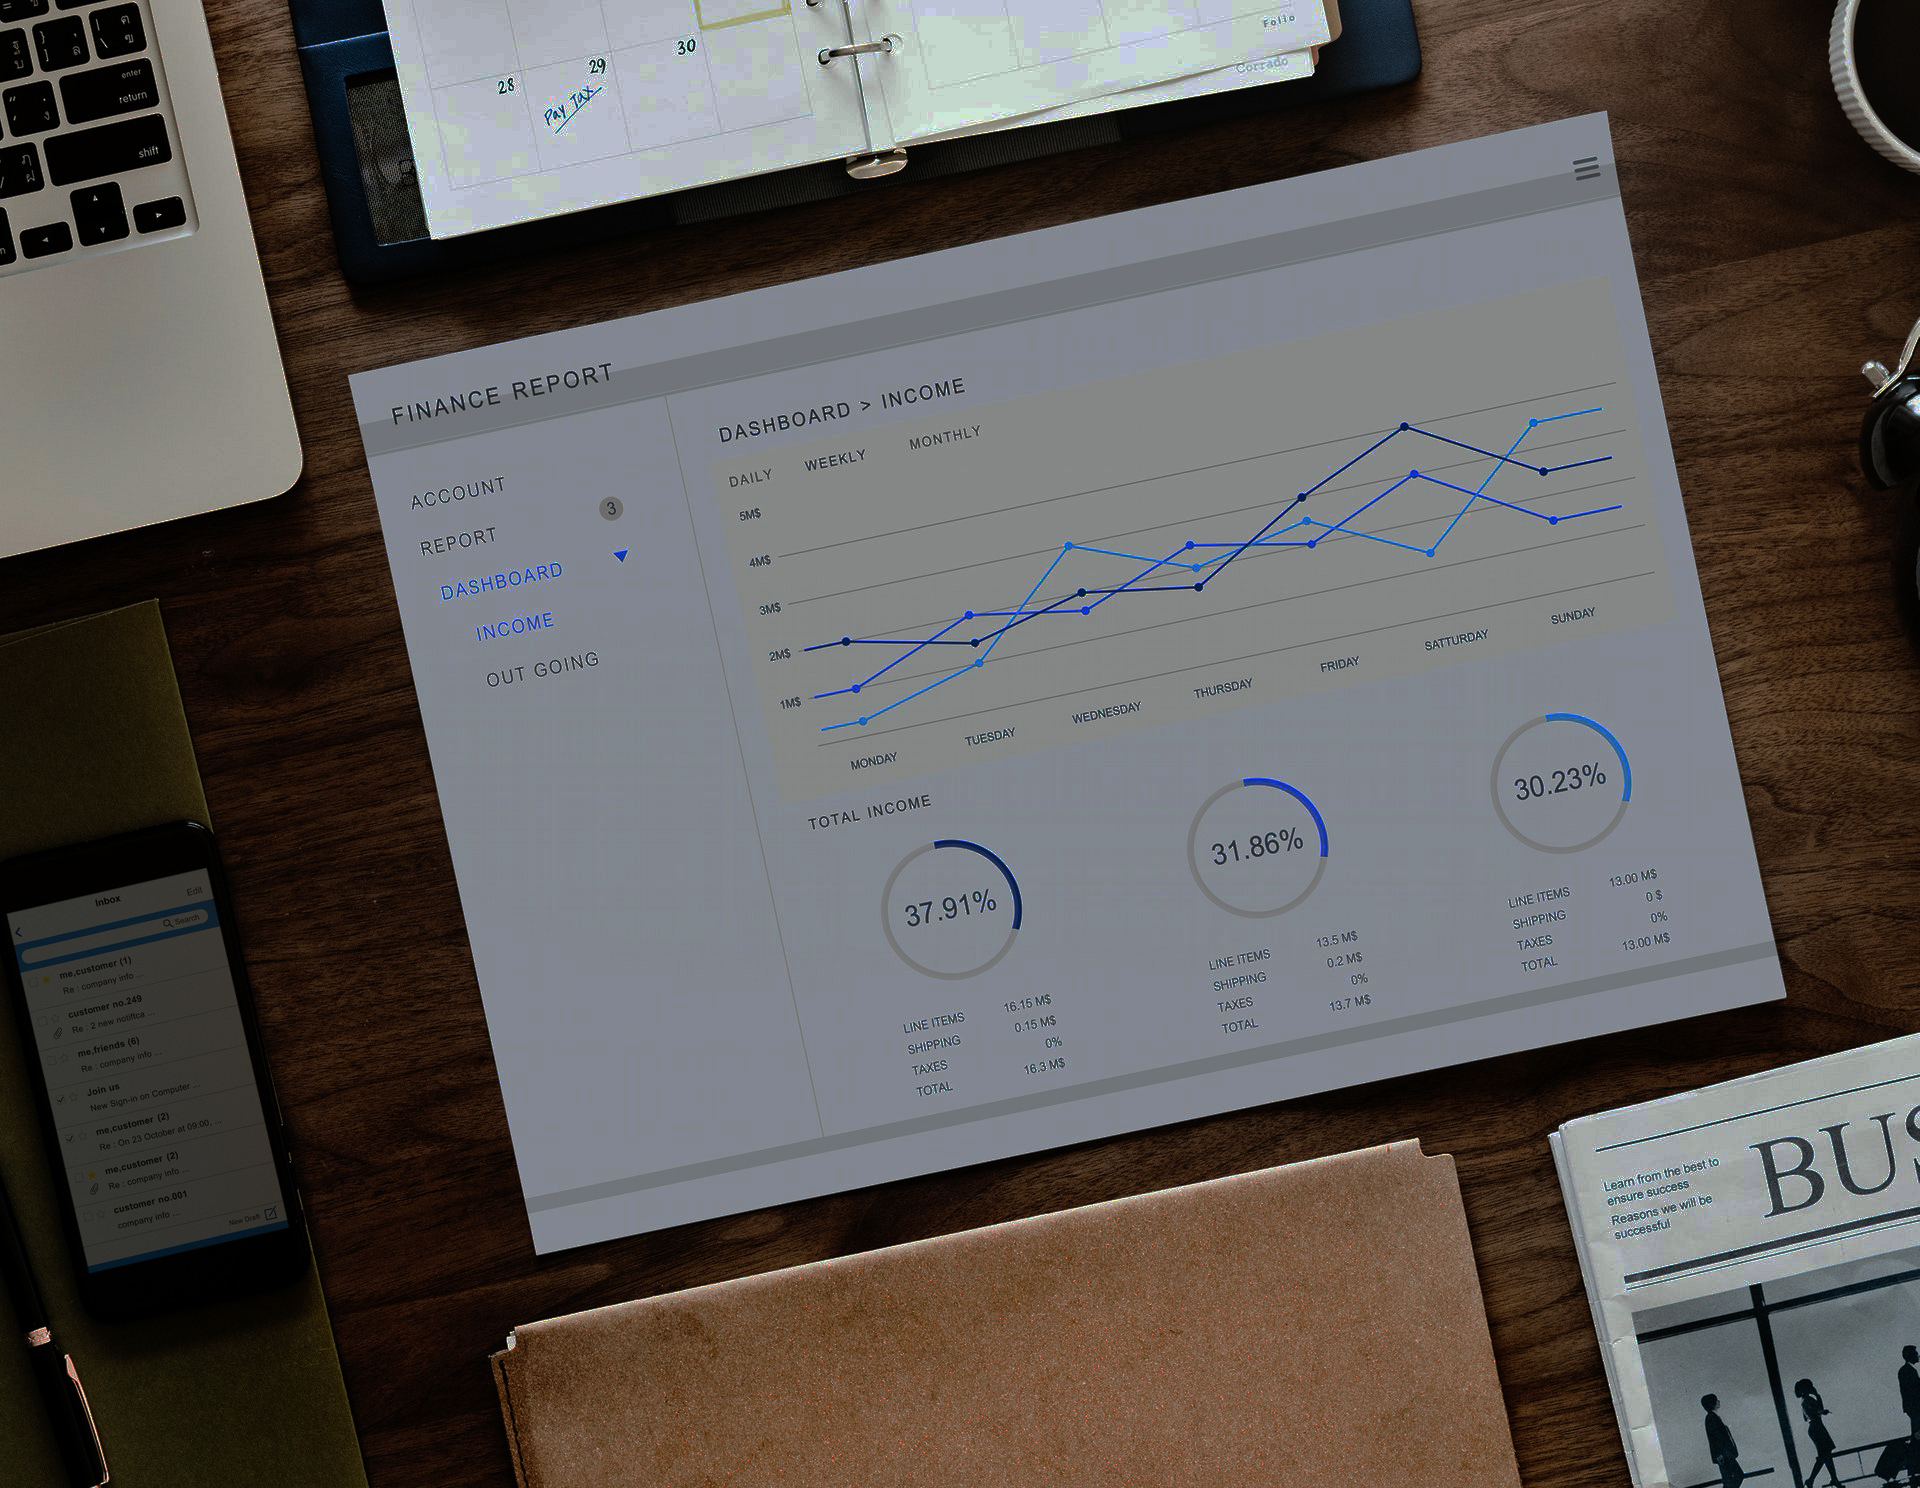 enter
return
shift
28
29
30
Pay Tax
Follo
Corrado
FINANCE REPORT
ACCOUNT
REPORT
3
DASHBOARD
INCOME
OUT GOING
DASHBOARD > INCOME
DAILY WEEKLY MONTHLY
5M$
4M$
3M$
2M$
1M$
MONDAY TUESDAY WEDNESDAY THURSDAY FRIDAY SATTURDAY SUNDAY
TOTAL INCOME
37.91%
LINE ITEMS 16.15 M$
SHIPPING 0.15 M$
TAXES 0%
TOTAL 16.3 M$
31.86%
LINE ITEMS 13.5 M$
SHIPPING 0.2 M$
TAXES 0%
TOTAL 13.7 M$
30.23%
LINE ITEMS 13.00 M$
SHIPPING 0 $
TAXES 0%
TOTAL 13.00 M$
Inbox
Edit
Search
me,customer (1)
Re : company info ...
customer no.249
Re : 2 new notiftca ...
me,friends (6)
Re : company info ...
Join us
New Sign-in on Computer ...
me,customer (2)
Re : On 23 October at 09:00, ...
me,customer (2)
Re : company info ...
customer no.001
company info ...
New Draft
Learn from the best to
ensure success
Reasons we will be
successful
BUS